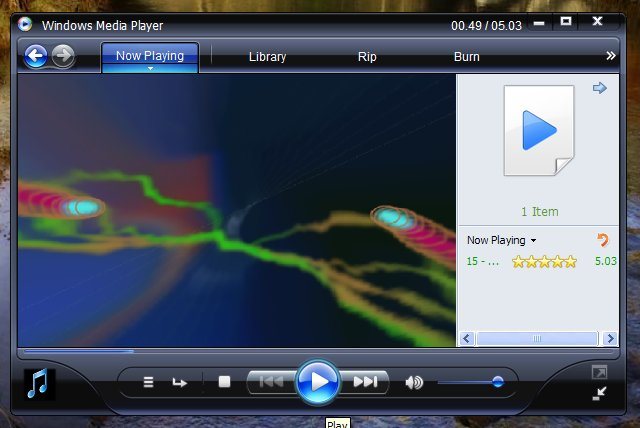 Windows Media Player 00.49 / 05.03
Now Playing Library Rip Burn »
1 Item
Now Playing
15 - ... 5.03
Play